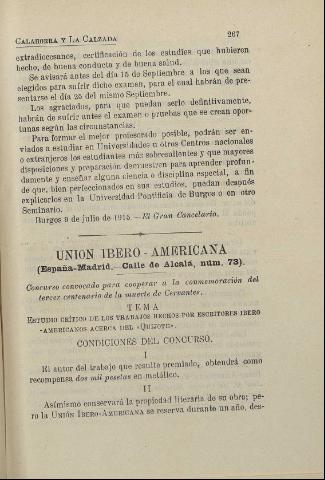 CALAHORRA Y LA CALZADA 267
extradiocesanos, certificación de los estudios que hubieren
hecho, de buena conducta y de buena salud.
Se avisará antes del día 15 de Septiembre a los que sean
elegidos para sufrir dicho examen, para el cual habrán de pre-
sentarse el día 20 del mismo Septiembre.
Los agraciados, para que puedan serlo definitivamente,
habrán de sufrir antes el examen o pruebas que se crean opor-
tunas según las circunstancias.
Para formar el mejor profesorado posible, podrán ser en-
viados a estudiar en Universidades u otros Centros nacionales
o extranjeros los estudiantes más sobresalientes y que mayores
disposiciones y preparación demuestren para aprender profun-
damente y enseñar alguna ciencia o disciplina especial, a fin
de que, bien perfeccionados en sus estudios, puedan después
explicarlos en la Universidad Pontificia de Burgos o en otro
Seminario.
Burgos 9 de julio de 1915.—El Gran Cancelario.
UNION IBERO-AMERICANA
(España-Madrid.—Calle de Alcalá, núm. 73).
Concurso convocado para cooperar a la conmemoración del
tercer centenario de la muerte de Cervantes.
TEMA
ESTUDIO CRÍTICO DE LOS TRABAJOS HECHOS POR ESCRITORES IBERO
-AMERICANOS ACERCA DEL «QUIJOTE».
CONDICIONES DEL CONCURSO.
I
El autor del trabajo que resulte premiado, obtendrá como
recompensa dos mil pesetas en metálico.
II
Asímismo conservará la propiedad literaria de su obro; pe-
ro la UNIÓN IBERO-AMERICANA se reserva durante un año, des-